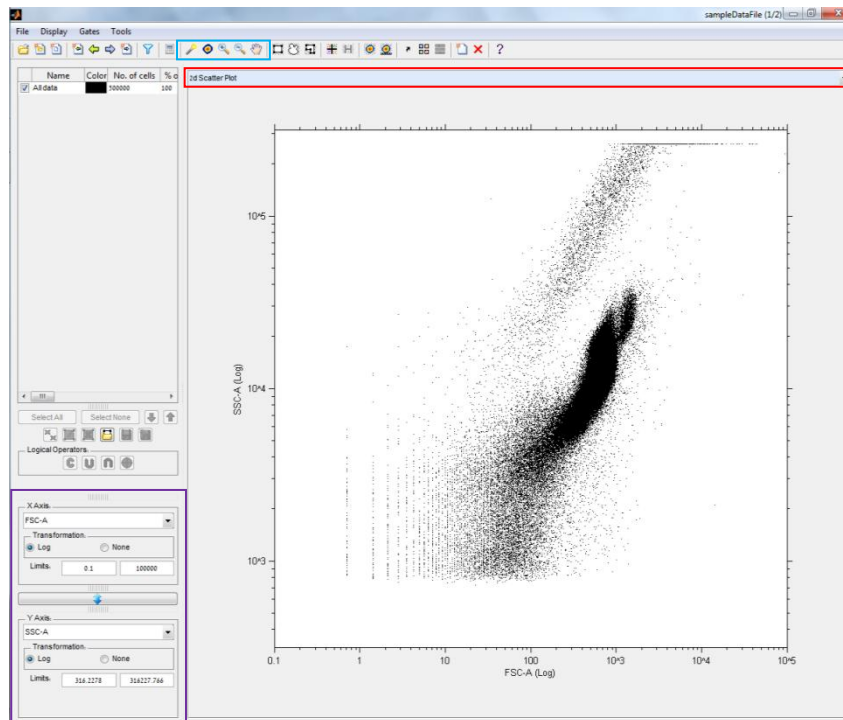 sampleDataFile (1/2)
File Display Gates Tools
Name Color No. of cells % o
All data 300000 100
2d Scatter Plot
10^5
10^4
10^3
SSC-A (Log)
0.1 1 10 100 10^3 10^4 10^5
FSC-A (Log)
Select All Select None
Logical Operators
X Axis
FSC-A
Transformation
Log None
Limits. 0.1 100000
Y Axis
SSC-A
Transformation
Log None
Limits. 316.2278 316227.766